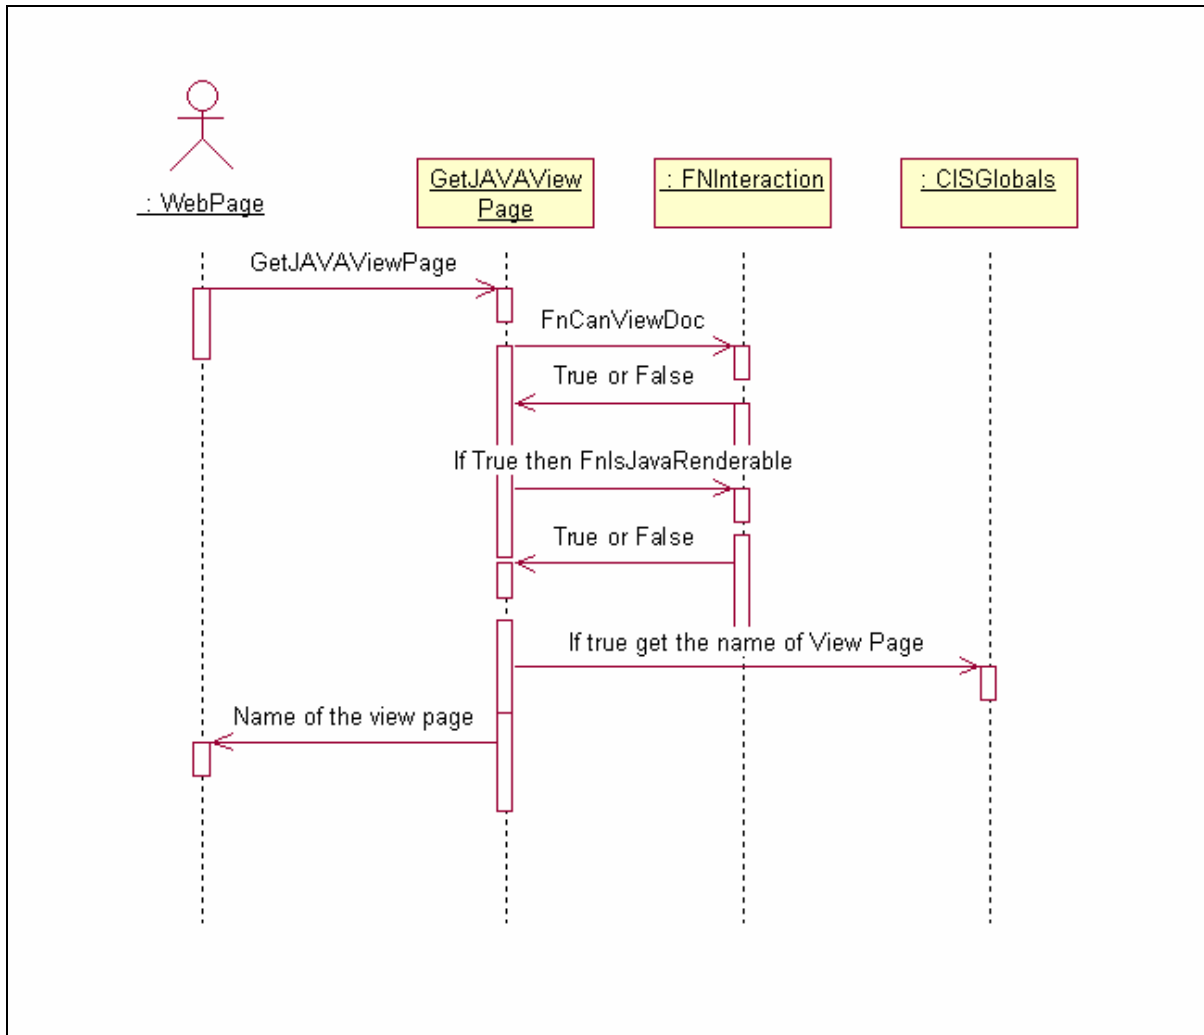 : WebPage
GetJAVAView
Page
: FNInteraction
: CISGlobals
GetJAVAViewPage
FnCanViewDoc
True or False
If True then FnIsJavaRenderable
True or False
If true get the name of View Page
Name of the view page